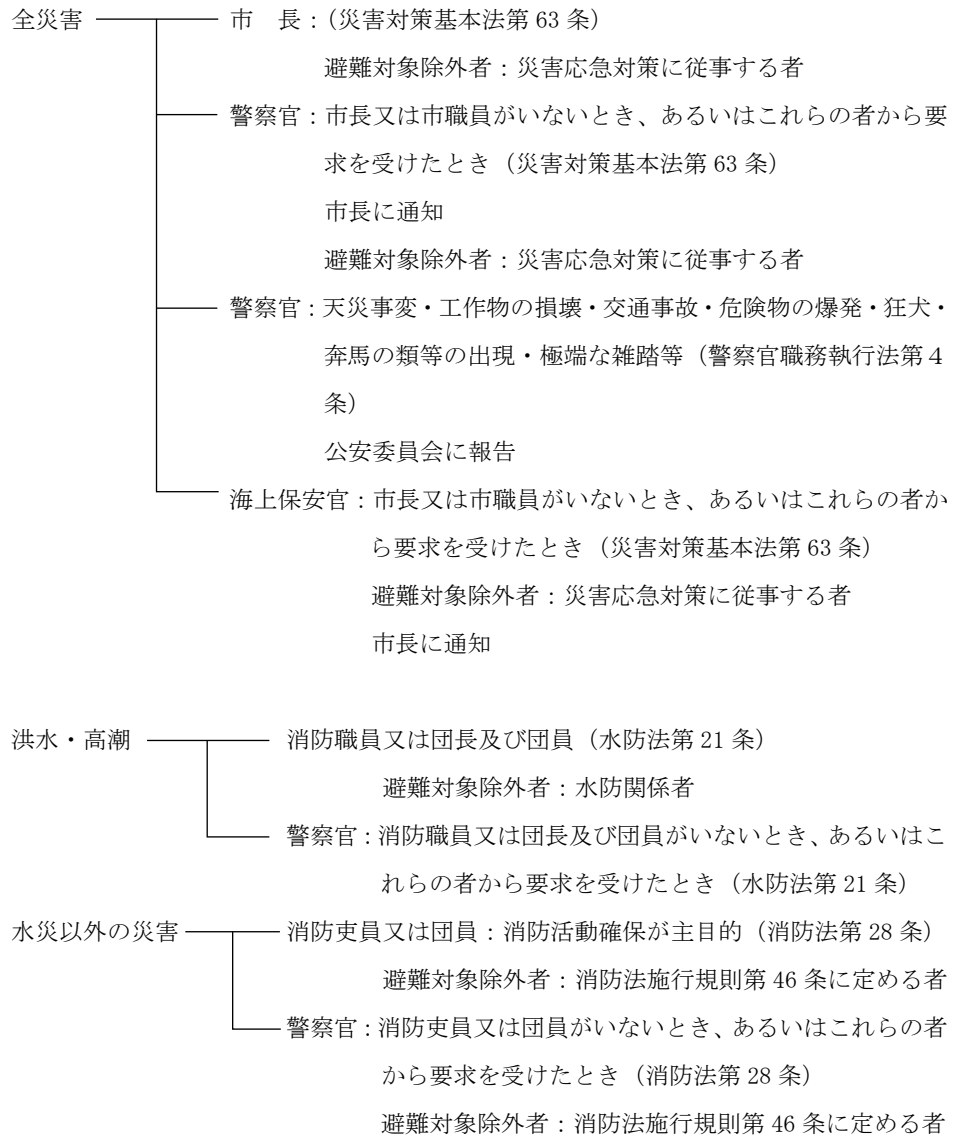 全災害 市　長：（災害対策基本法第 63 条）
避難対象除外者：災害応急対策に従事する者
警察官：市長又は市職員がいないとき、あるいはこれらの者から要
求を受けたとき（災害対策基本法第 63 条）
市長に通知
避難対象除外者：災害応急対策に従事する者
警察官：天災事変・工作物の損壊・交通事故・危険物の爆発・狂犬・
奔馬の類等の出現・極端な雑踏等（警察官職務執行法第４
条）
公安委員会に報告
海上保安官：市長又は市職員がいないとき、あるいはこれらの者か
ら要求を受けたとき（災害対策基本法第 63 条）
避難対象除外者：災害応急対策に従事する者
市長に通知
洪水・高潮 消防職員又は団長及び団員（水防法第 21 条）
避難対象除外者：水防関係者
警察官：消防職員又は団長及び団員がいないとき、あるいはこ
れらの者から要求を受けたとき（水防法第 21 条）
水災以外の災害 消防吏員又は団員：消防活動確保が主目的（消防法第 28 条）
避難対象除外者：消防法施行規則第 46 条に定める者
警察官：消防吏員又は団員がいないとき、あるいはこれらの者
から要求を受けたとき（消防法第 28 条）
避難対象除外者：消防法施行規則第 46 条に定める者